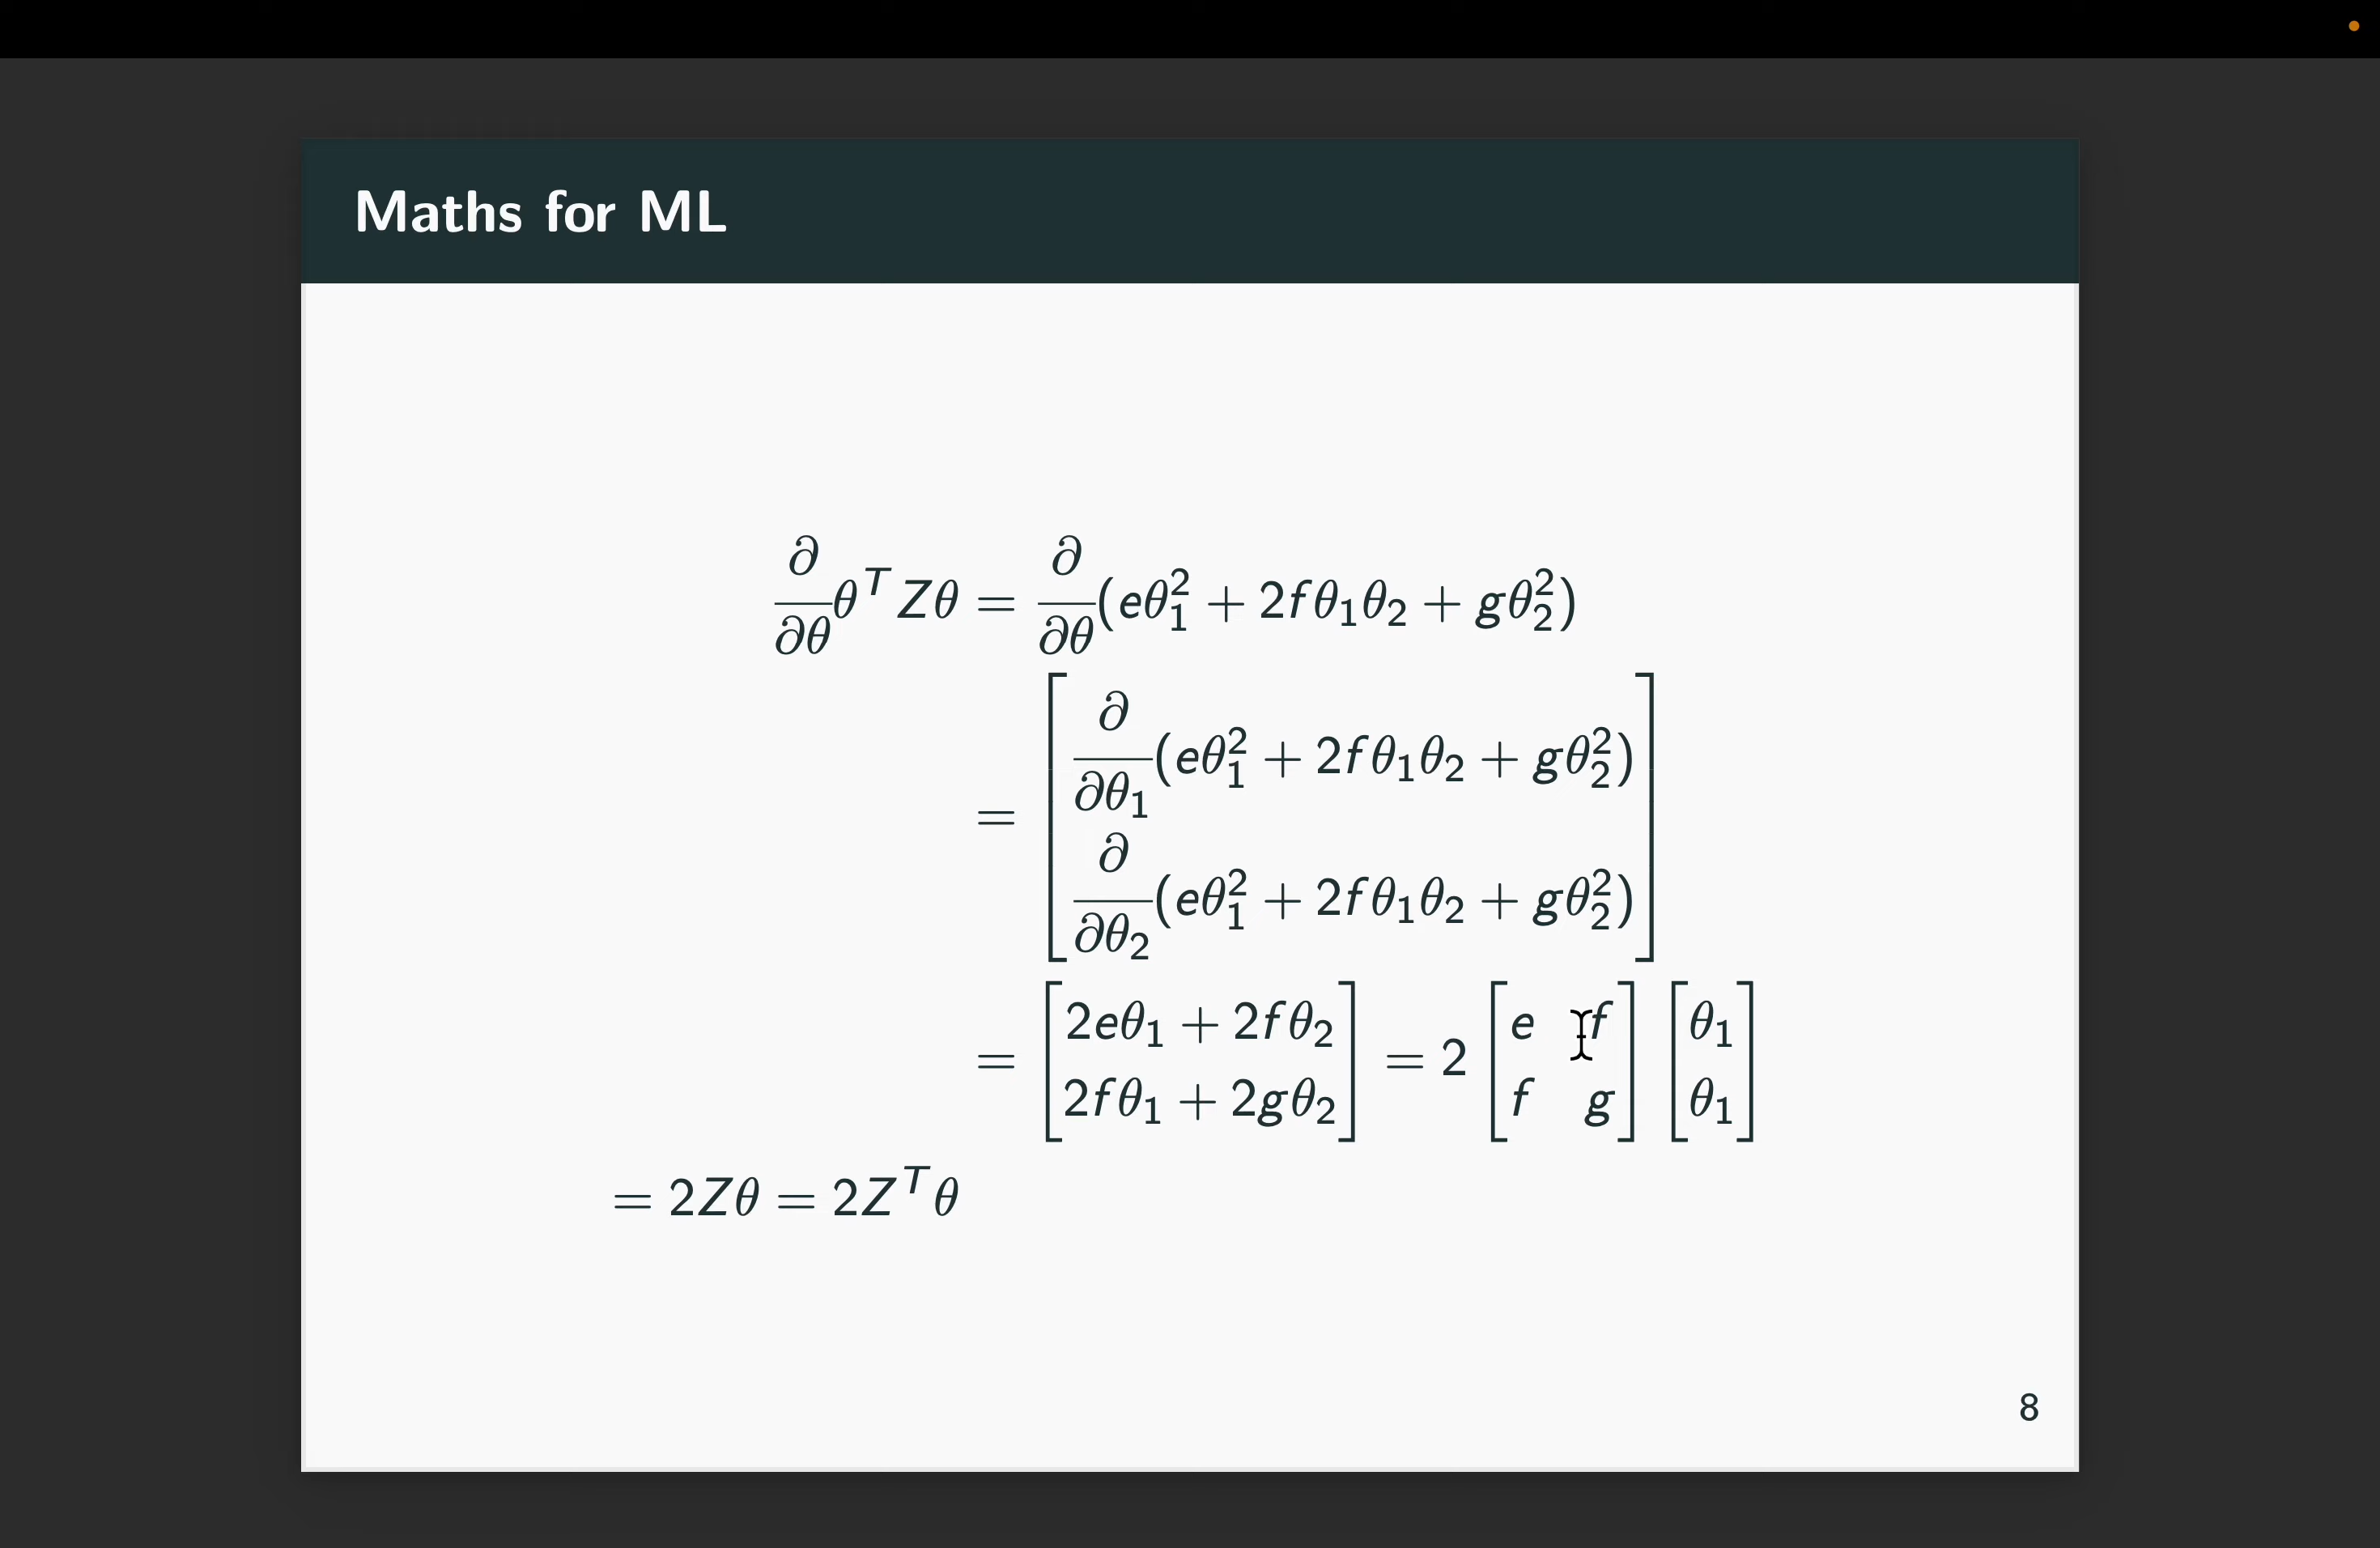 Maths for ML
∂/∂θ θ^T Zθ = ∂/∂θ (eθ₁² + 2fθ₁θ₂ + gθ₂²)
= [ ∂/∂θ₁ (eθ₁² + 2fθ₁θ₂ + gθ₂²)
∂/∂θ₂ (eθ₁² + 2fθ₁θ₂ + gθ₂²) ]
= [ 2eθ₁ + 2fθ₂
2fθ₁ + 2gθ₂ ] = 2 [ e f
f g ] [ θ₁
θ₁ ]
= 2Zθ = 2Z^T θ
8